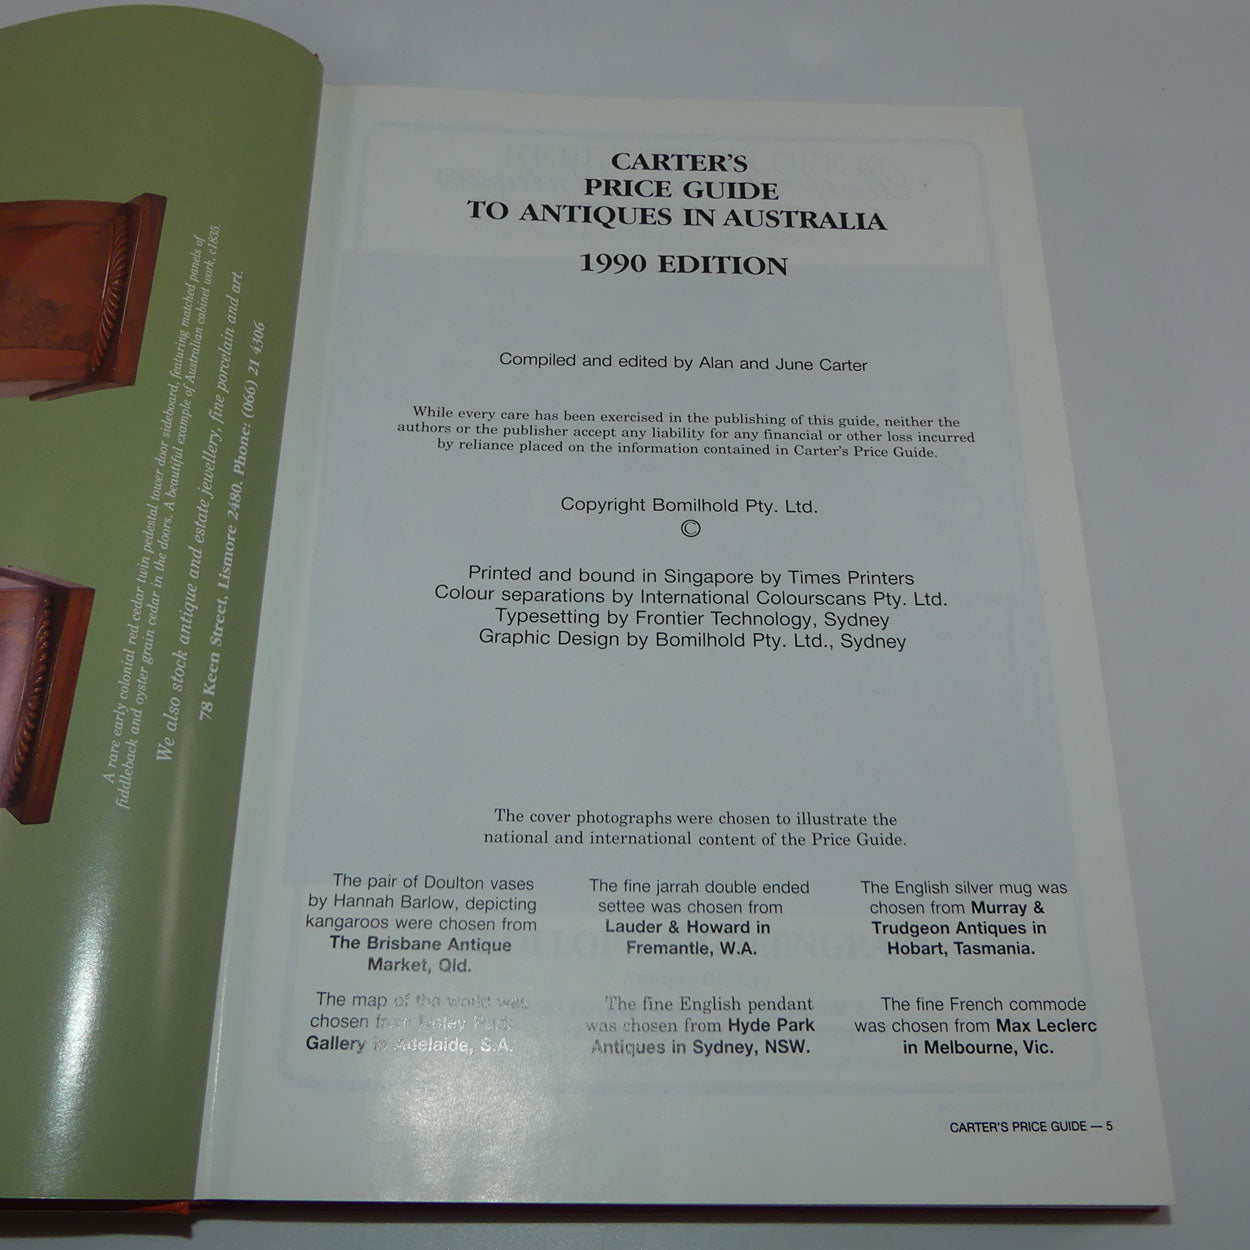 A rare early colonial red cedar twin pedestal tower door sideboard, featuring matched panels of
fiddleback and oyster grain cedar in the doors. A beautiful example of Australian cabinet work, c1835.
We also stock antique and estate jewellery, fine porcelain and art.
78 Keen Street, Lismore 2480. Phone: (066) 21 4306
CARTER'S
PRICE GUIDE
TO ANTIQUES IN AUSTRALIA
1990 EDITION
Compiled and edited by Alan and June Carter
While every care has been exercised in the publishing of this guide, neither the
authors or the publisher accept any liability for any financial or other loss incurred
by reliance placed on the information contained in Carter's Price Guide.
Copyright Bomilhold Pty. Ltd.
©
Printed and bound in Singapore by Times Printers
Colour separations by International Colourscans Pty. Ltd.
Typesetting by Frontier Technology, Sydney
Graphic Design by Bomilhold Pty. Ltd., Sydney
The cover photographs were chosen to illustrate the
national and international content of the Price Guide.
The pair of Doulton vases
by Hannah Barlow, depicting
kangaroos were chosen from
The Brisbane Antique
Market, Qld.
The fine jarrah double ended
settee was chosen from
Lauder & Howard in
Fremantle, W.A.
The English silver mug was
chosen from Murray &
Trudgeon Antiques in
Hobart, Tasmania.
The map of the world was
chosen from Park
Gallery in Adelaide, S.A.
The fine English pendant
was chosen from Hyde Park
Antiques in Sydney, NSW.
The fine French commode
was chosen from Max Leclerc
in Melbourne, Vic.
CARTER'S PRICE GUIDE — 5